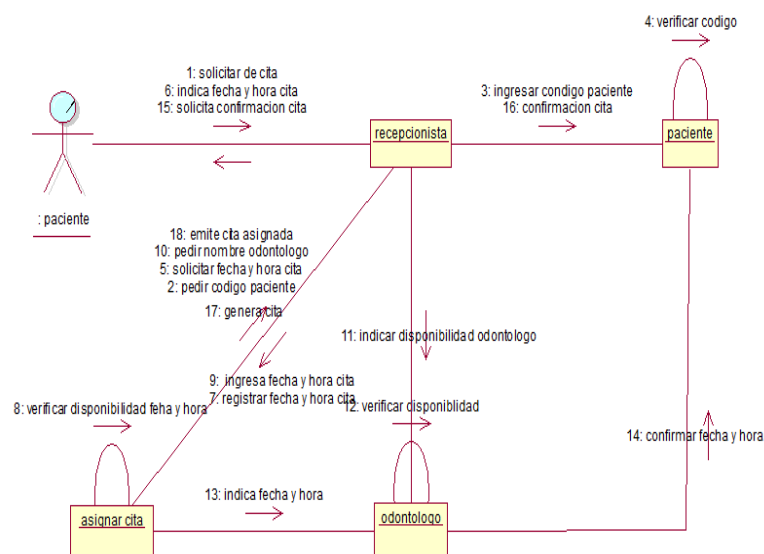 4: verificar codigo
1: solicitar de cita
6: indica fecha y hora cita
15: solicita confirmacion cita
3: ingresar condigo paciente
16: confirmacion cita
recepcionista
paciente
: paciente
18: emite cita asignada
10: pedir nombre odontologo
5: solicitar fecha y hora cita
2: pedir codigo paciente
17: genera cita
11: indicar disponibilidad odontologo
9: ingresa fecha y hora cita
7: registrar fecha y hora cita
8: verificar disponibilidad feha y hora
12: verificar disponiblidad
14: confirmar fecha y hora
13: indica fecha y hora
asignar cita
odontologo